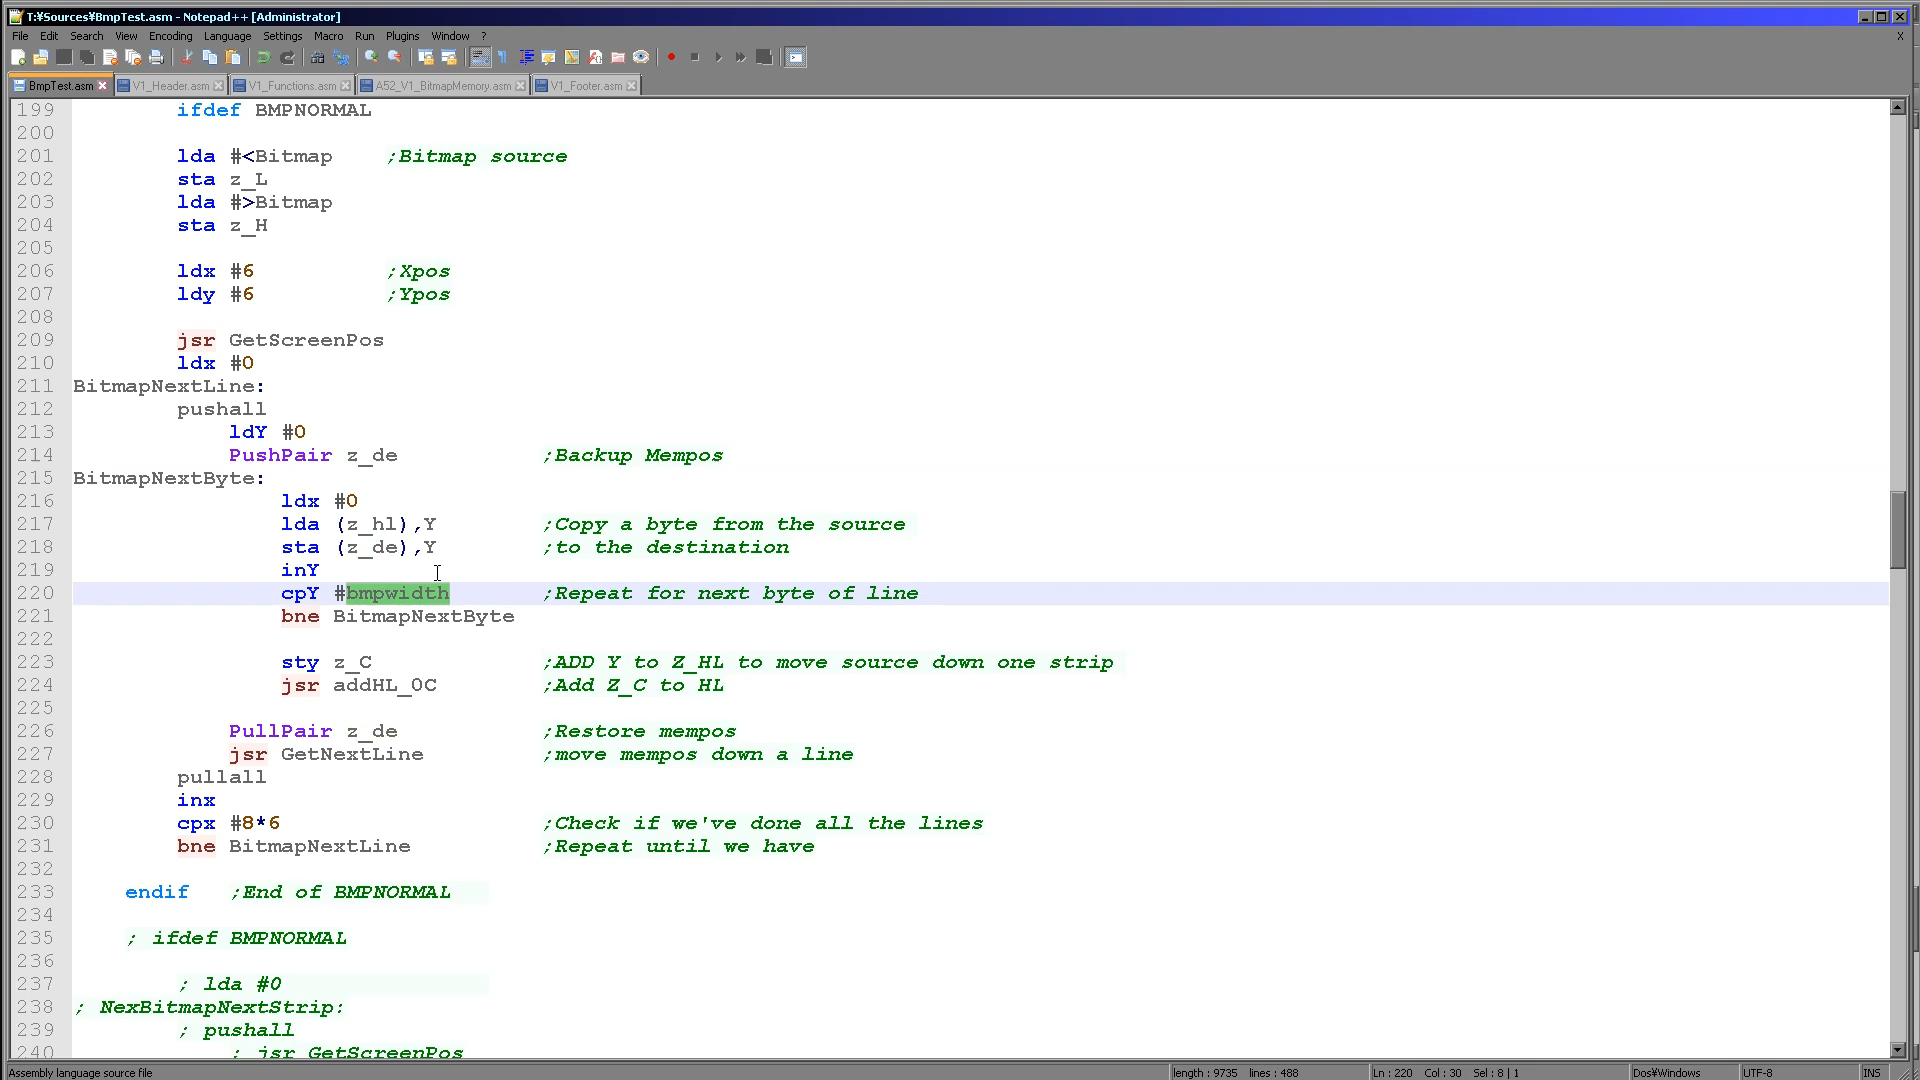 T:¥Sources¥BmpTest.asm - Notepad++ [Administrator]
File Edit Search View Encoding Language Settings Macro Run Plugins Window ? X
BmpTest.asm V1_Header.asm V1_Functions.asm A52_V1_BitmapMemory.asm V1_Footer.asm
199 ifdef BMPNORMAL
200
201 lda #<Bitmap ;Bitmap source
202 sta z_L
203 lda #>Bitmap
204 sta z_H
205
206 ldx #6 ;Xpos
207 ldy #6 ;Ypos
208
209 jsr GetScreenPos
210 ldx #0
211 BitmapNextLine:
212 pushall
213 ldY #0
214 PushPair z_de ;Backup Mempos
215 BitmapNextByte:
216 ldx #0
217 lda (z_hl),Y ;Copy a byte from the source
218 sta (z_de),Y ;to the destination
219 inY
220 cpY #bmpwidth ;Repeat for next byte of line
221 bne BitmapNextByte
222
223 sty z_C ;ADD Y to Z_HL to move source down one strip
224 jsr addHL_0C ;Add Z_C to HL
225
226 PullPair z_de ;Restore mempos
227 jsr GetNextLine ;move mempos down a line
228 pullall
229 inx
230 cpx #8*6 ;Check if we've done all the lines
231 bne BitmapNextLine ;Repeat until we have
232
233 endif ;End of BMPNORMAL
234
235 ; ifdef BMPNORMAL
236
237 ; lda #0
238 ; NexBitmapNextStrip:
239 ; pushall
240 ; jsr GetScreenPos
Assembly language source file length : 9735 lines : 488 Ln : 220 Col : 30 Sel : 8 | 1 Dos¥Windows UTF-8 INS